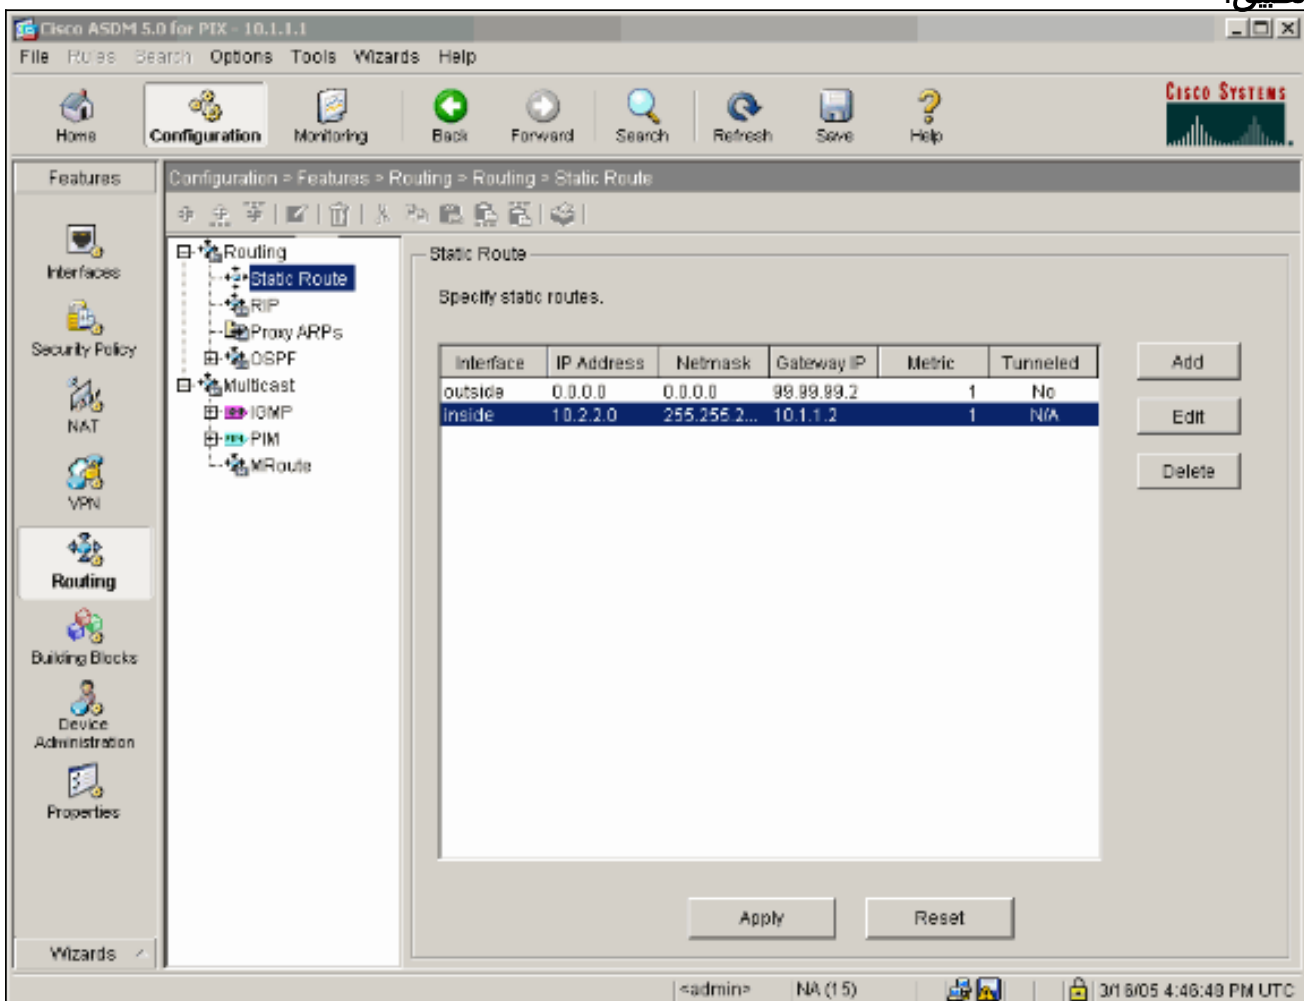 تطبيق.
Cisco ASDM 5.0 for PIX - 10.1.1.1
File Rules Search Options Tools Wizards Help
Home Configuration Monitoring Back Forward Search Refresh Save Help
CISCO SYSTEMS
Features
Configuration > Features > Routing > Routing > Static Route
Interfaces
Security Policy
NAT
VPN
Routing
Building Blocks
Device Administration
Properties
Wizards
Routing
Static Route
RIP
Proxy ARPs
OSPF
Multicast
IGMP
PIM
MRoute
Static Route
Specify static routes.
Interface IP Address Netmask Gateway IP Metric Tunneled
outside 0.0.0.0 0.0.0.0 99.99.99.2 1 No
inside 10.2.2.0 255.255.2... 10.1.1.2 1 N/A
Add
Edit
Delete
Apply Reset
<admin> NA (15) 3/16/05 4:46:48 PM UTC